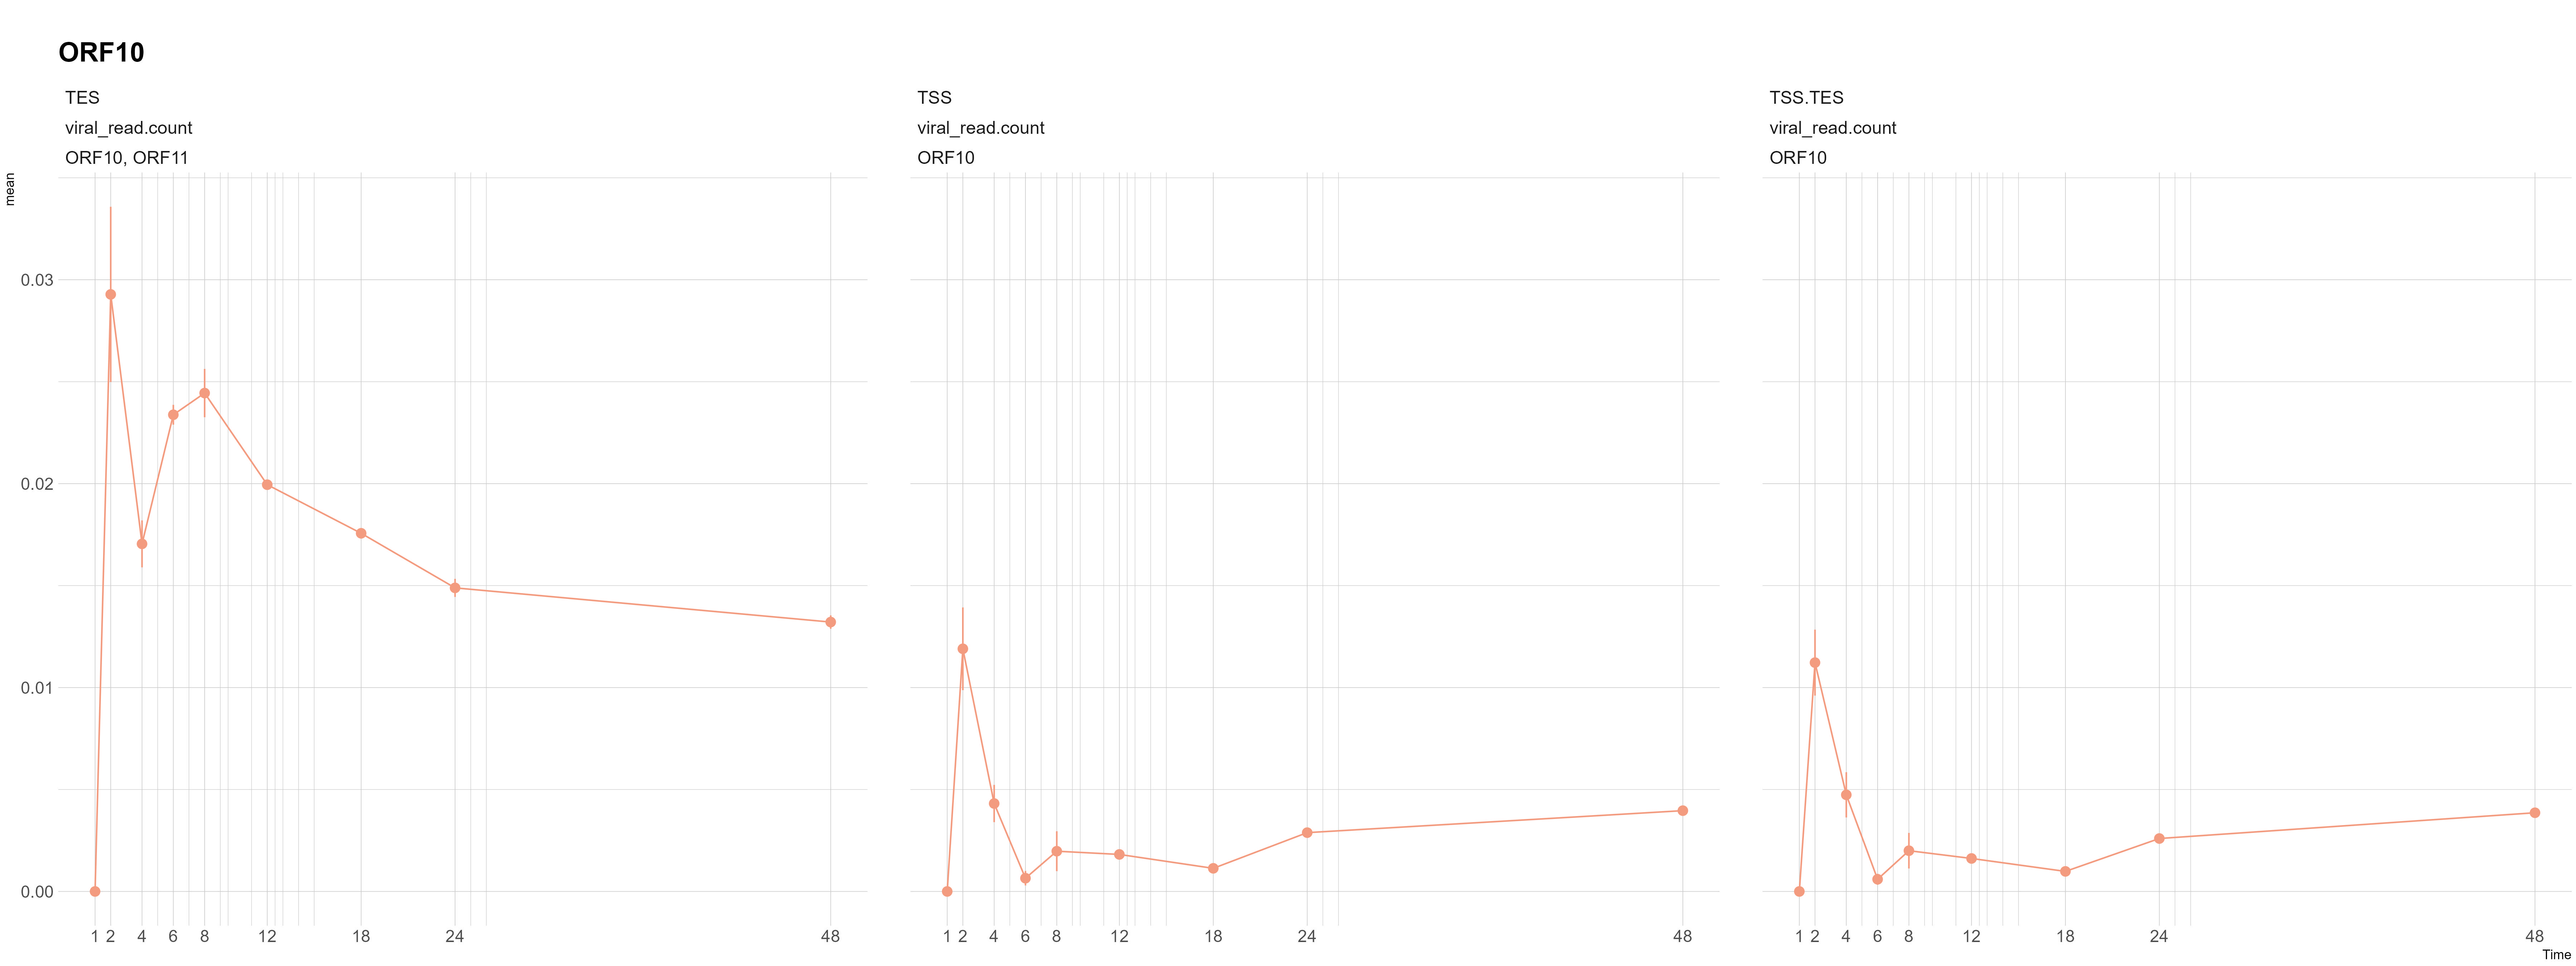 ORF10
TES
viral_read.count
ORF10, ORF11
TSS
viral_read.count
ORF10
TSS.TES
viral_read.count
ORF10
mean
0.03
0.02
0.01
0.00
1 2 4 6 8 12 18 24 48
1 2 4 6 8 12 18 24 48
1 2 4 6 8 12 18 24 48
Time